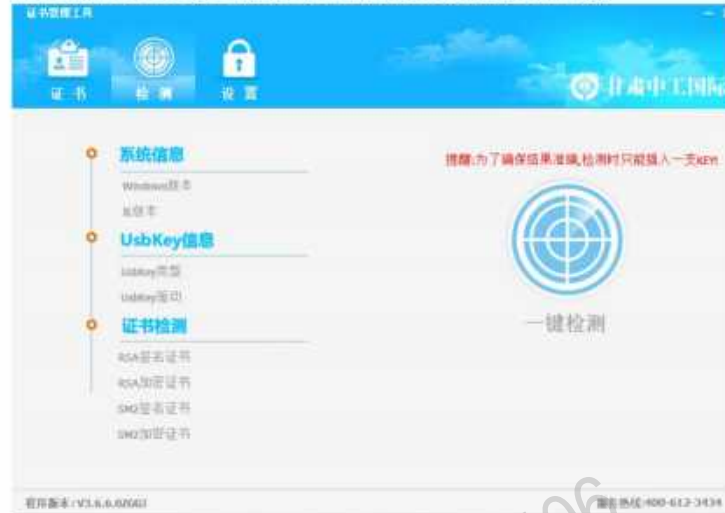 证书管理工具
证书 检测 设置
甘肃中工国际
系统信息
提醒:为了确保结果准确,检测时只能插入一支KEY!
Windows版本
IE版本
UsbKey信息
UsbKey类型
UsbKey驱动
一键检测
证书检测
RSA签名证书
RSA加密证书
SM2签名证书
SM2加密证书
程序版本:V3.6.6.
服务热线:400-612-3434